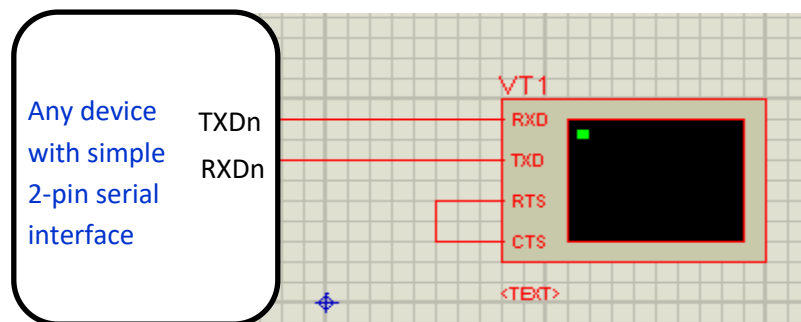 VT1
Any device
with simple
2-pin serial
interface
TXDn
RXDn
RXD
TXD
RTS
CTS
<TEXT>